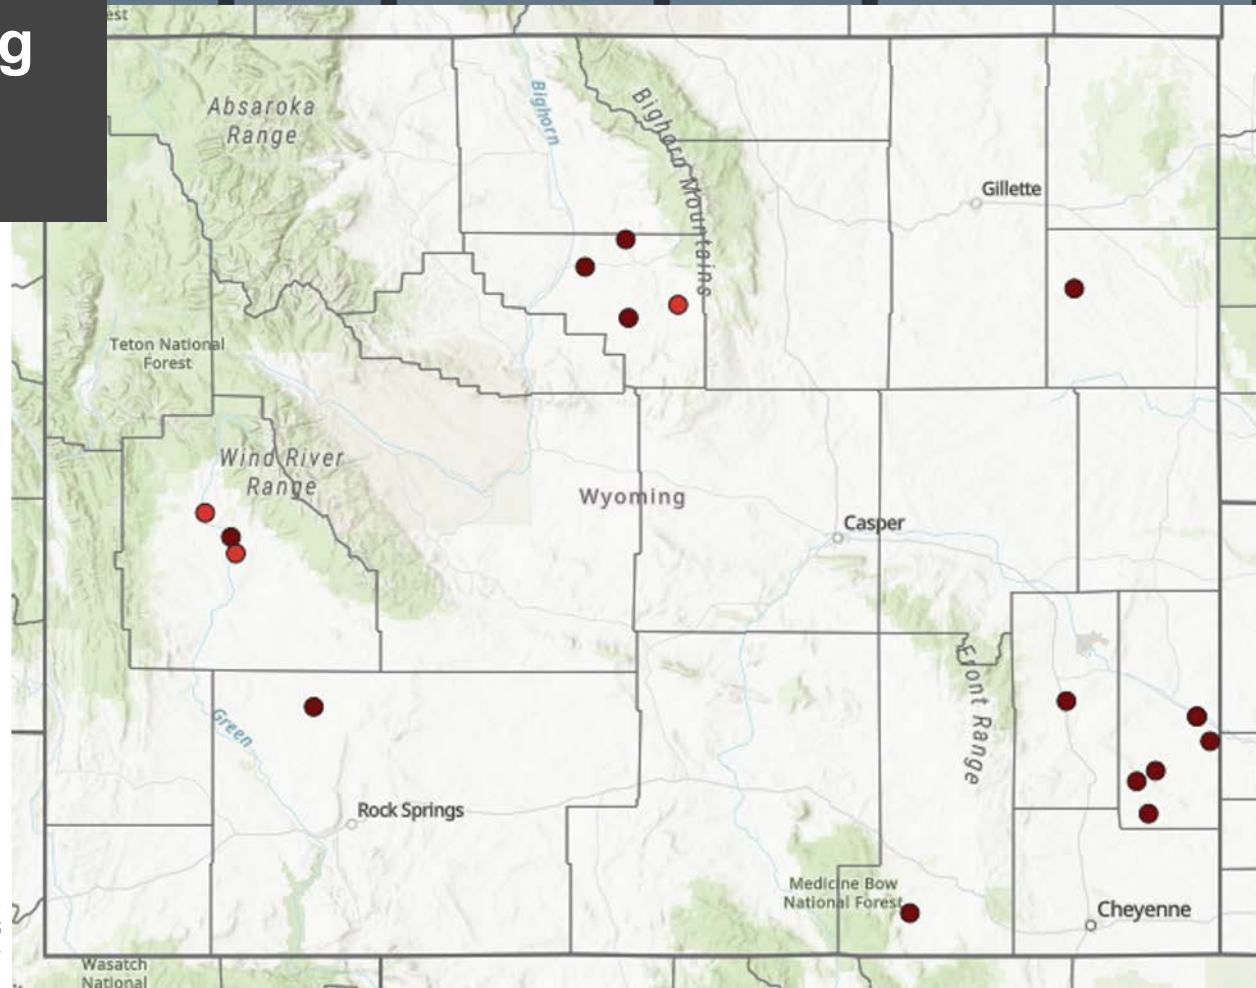 g
est
Absaroka
Range
Bighorn
Bighorn Mountains
Gillette
Teton National
Forest
Wind River
Range
Wyoming
Casper
Front Range
Green
Rock Springs
Medicine Bow
National Forest
Cheyenne
Wasatch
National